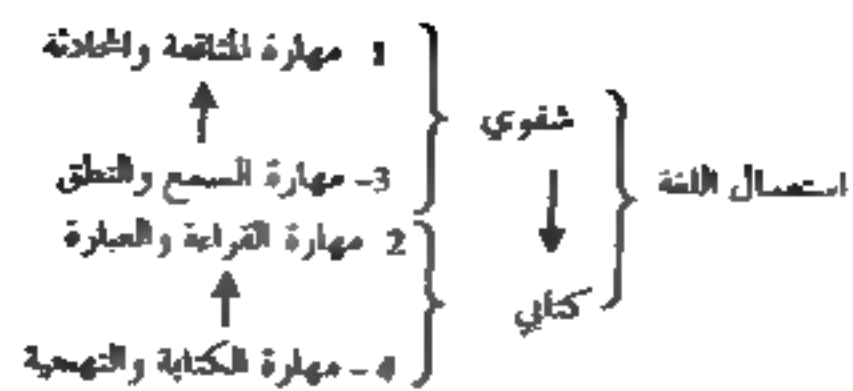 1 مهارة المناقشة والمحادثة
شفوي
3- مهارة السمع والنطق
استعمال اللغة
2 مهارة القراءة والعبارة
كتابي
4- مهارة الكتابة والتهجية